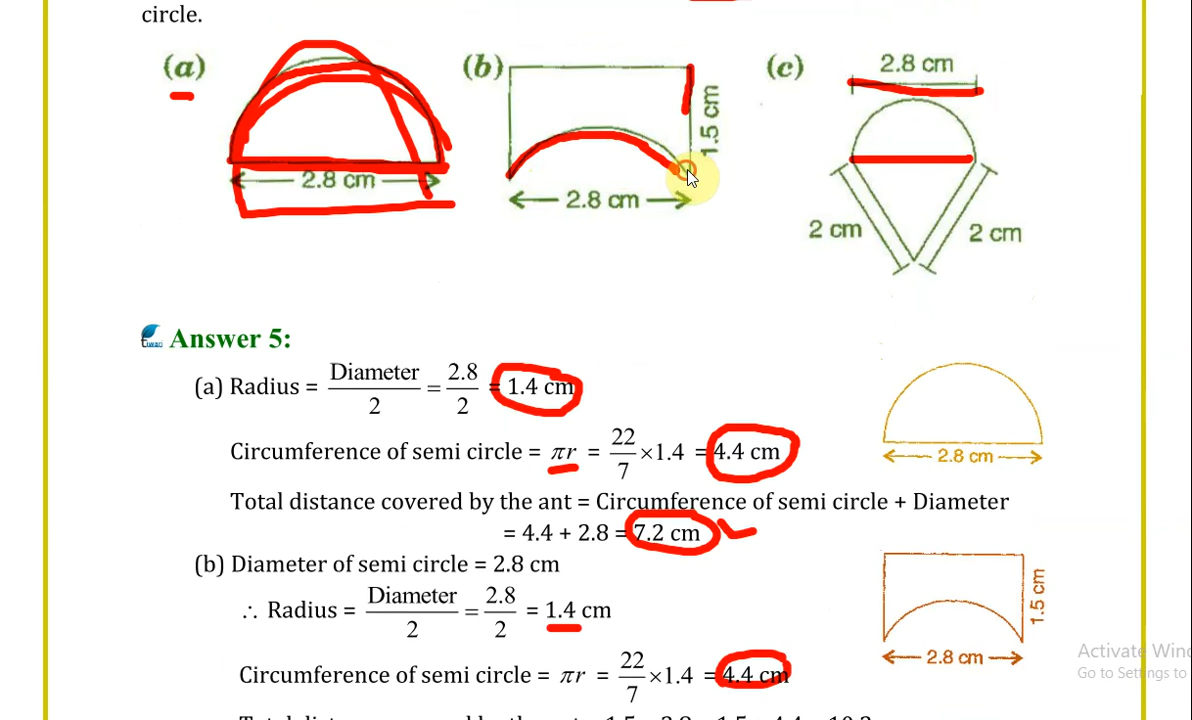 circle.
(a) (b) (c) 2.8 cm
1.5 cm
2.8 cm 2.8 cm 2 cm 2 cm
Answer 5:
(a) Radius = Diameter/2 = 2.8/2 = 1.4 cm
Circumference of semi circle = πr = 22/7 ×1.4 = 4.4 cm
2.8 cm
Total distance covered by the ant = Circumference of semi circle + Diameter
= 4.4 + 2.8 = 7.2 cm
(b) Diameter of semi circle = 2.8 cm
∴ Radius = Diameter/2 = 2.8/2 = 1.4 cm
1.5 cm
2.8 cm
Circumference of semi circle = πr = 22/7 ×1.4 = 4.4 cm
Activate Win
Go to Settings to